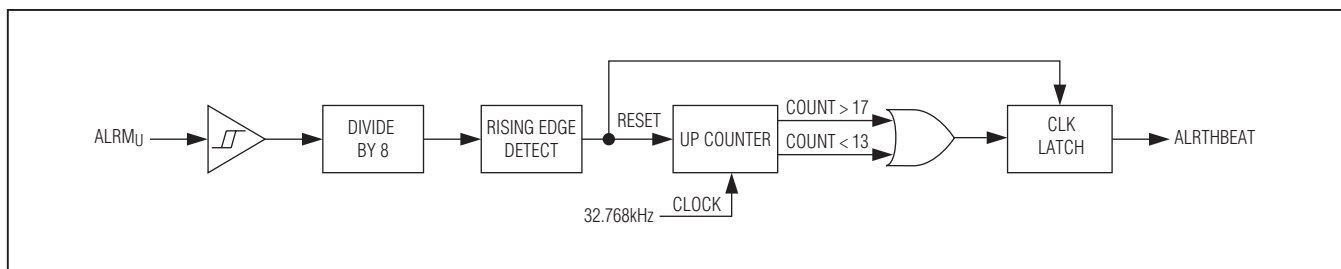 ALRMU
DIVIDE
BY 8
RISING EDGE
DETECT
RESET
UP COUNTER
COUNT > 17
COUNT < 13
32.768kHz
CLOCK
CLK
LATCH
ALRTHBEAT